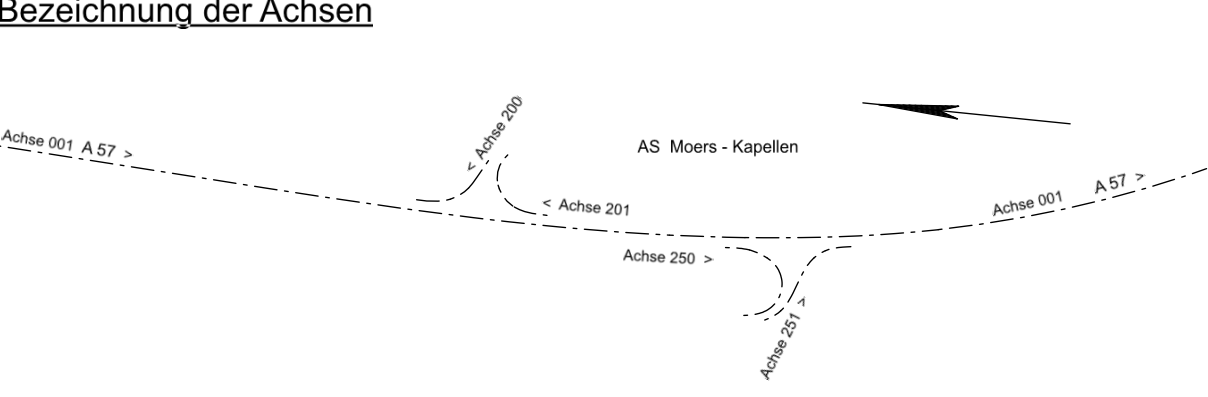 Bezeichnung der Achsen
Achse 001 A 57 >
< Achse 200
AS Moers - Kapellen
< Achse 201
Achse 001 A 57 >
Achse 250 >
Achse 251 >